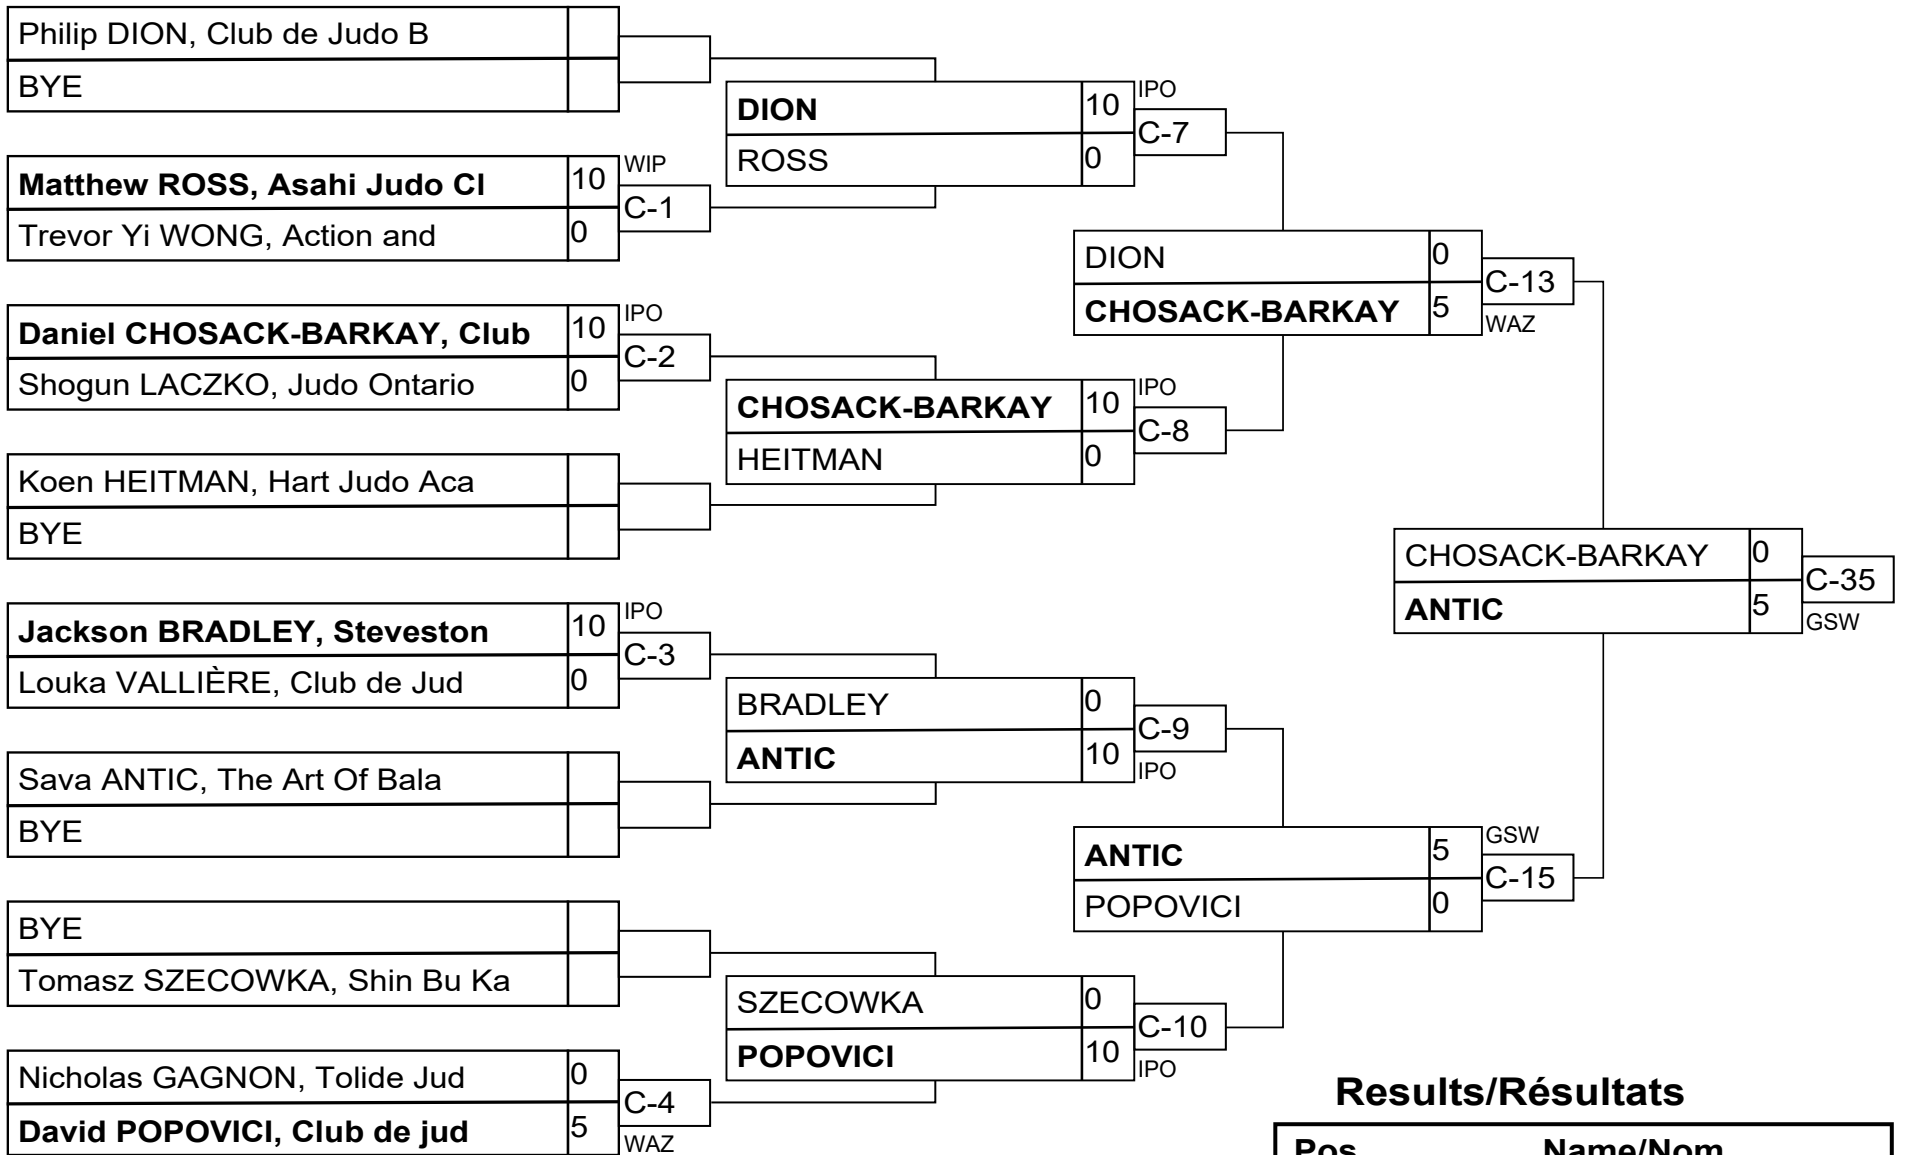 Philip DION, Club de Judo B
BYE
Matthew ROSS, Asahi Judo Cl 10 WIP
C-1
Trevor Yi WONG, Action and 0
Daniel CHOSACK-BARKAY, Club 10 IPO
C-2
Shogun LACZKO, Judo Ontario 0
Koen HEITMAN, Hart Judo Aca
BYE
Jackson BRADLEY, Steveston 10 IPO
C-3
Louka VALLIÈRE, Club de Jud 0
Sava ANTIC, The Art Of Bala
BYE
BYE
Tomasz SZECOWKA, Shin Bu Ka
Nicholas GAGNON, Tolide Jud 0
C-4
David POPOVICI, Club de jud 5 WAZ
DION 10 IPO
C-7
ROSS 0
CHOSACK-BARKAY 10 IPO
C-8
HEITMAN 0
BRADLEY 0
C-9
ANTIC 10 IPO
SZECOWKA 0
C-10
POPOVICI 10 IPO
DION 0
C-13
CHOSACK-BARKAY 5 WAZ
ANTIC 5 GSW
C-15
POPOVICI 0
CHOSACK-BARKAY 0
C-35
ANTIC 5 GSW
Results/Résultats
Pos Name/Nom